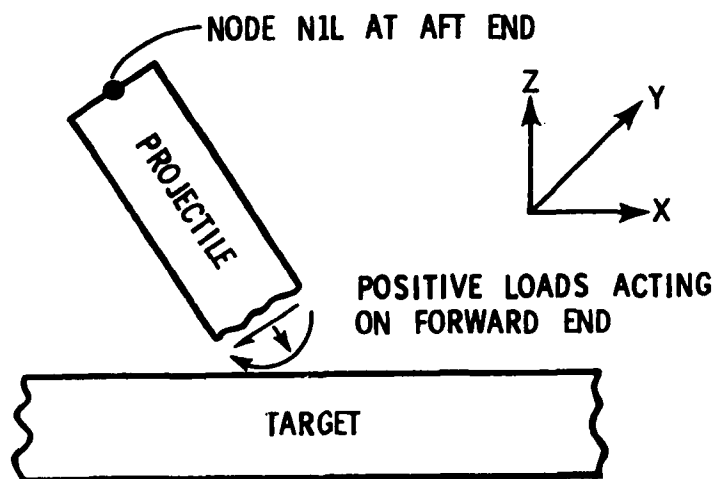 NODE N1L AT AFT END
PROJECTILE
Z
Y
X
POSITIVE LOADS ACTING
ON FORWARD END
TARGET